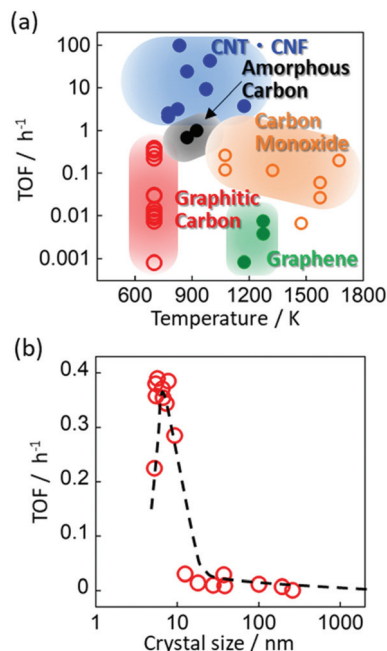 (a)
TOF / h⁻¹
100
10
1
0.1
0.01
0.001
CNT・CNF
Amorphous
Carbon
Carbon
Monoxide
Graphitic
Carbon
Graphene
600 900 1200 1500 1800
Temperature / K
(b)
TOF / h⁻¹
0.4
0.3
0.2
0.1
0
1 10 100 1000
Crystal size / nm